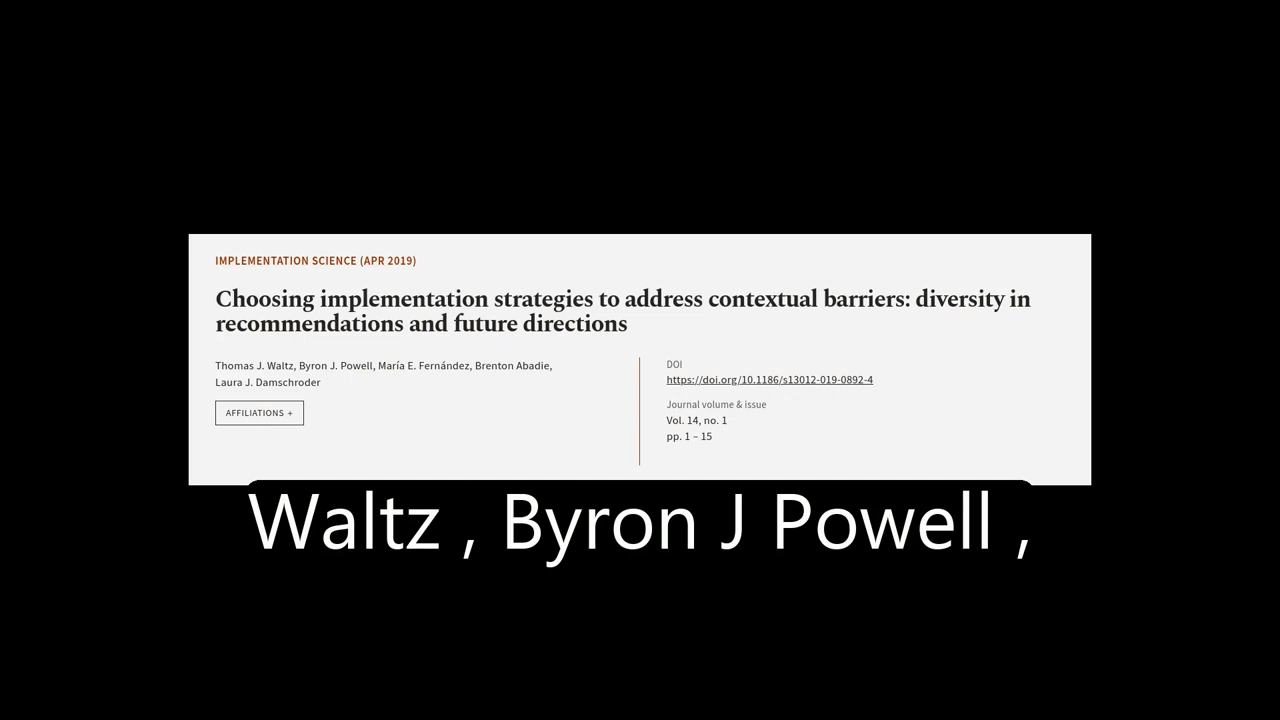 IMPLEMENTATION SCIENCE (APR 2019)
Choosing implementation strategies to address contextual barriers: diversity in
recommendations and future directions
Thomas J. Waltz, Byron J. Powell, María E. Fernández, Brenton Abadie,
Laura J. Damschroder
AFFILIATIONS +
DOI
https://doi.org/10.1186/s13012-019-0892-4
Journal volume & issue
Vol. 14, no. 1
pp. 1 – 15
Waltz , Byron J Powell ,